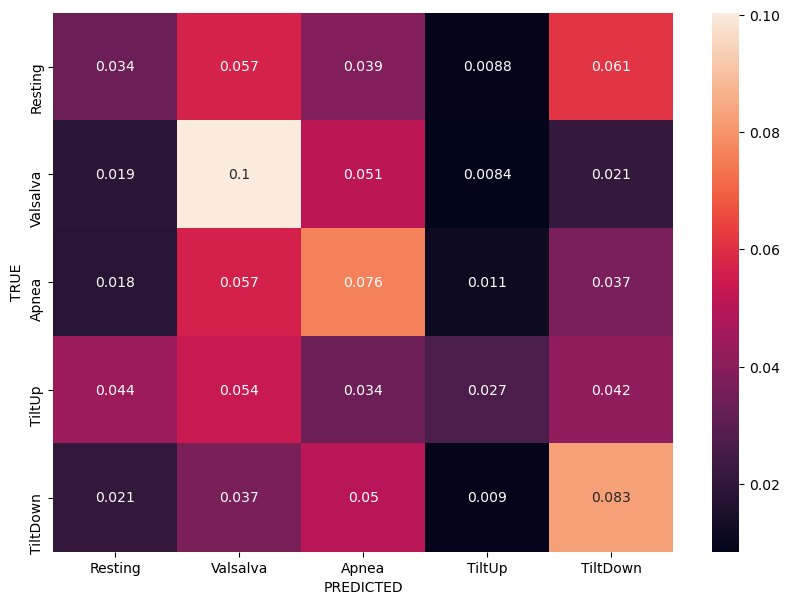 0.10
Resting 0.034 0.057 0.039 0.0088 0.061
0.08
Valsalva 0.019 0.1 0.051 0.0084 0.021
0.06
TRUE
Apnea 0.018 0.057 0.076 0.011 0.037
0.04
TiltUp 0.044 0.054 0.034 0.027 0.042
0.02
TiltDown 0.021 0.037 0.05 0.009 0.083
Resting Valsalva Apnea TiltUp TiltDown
PREDICTED